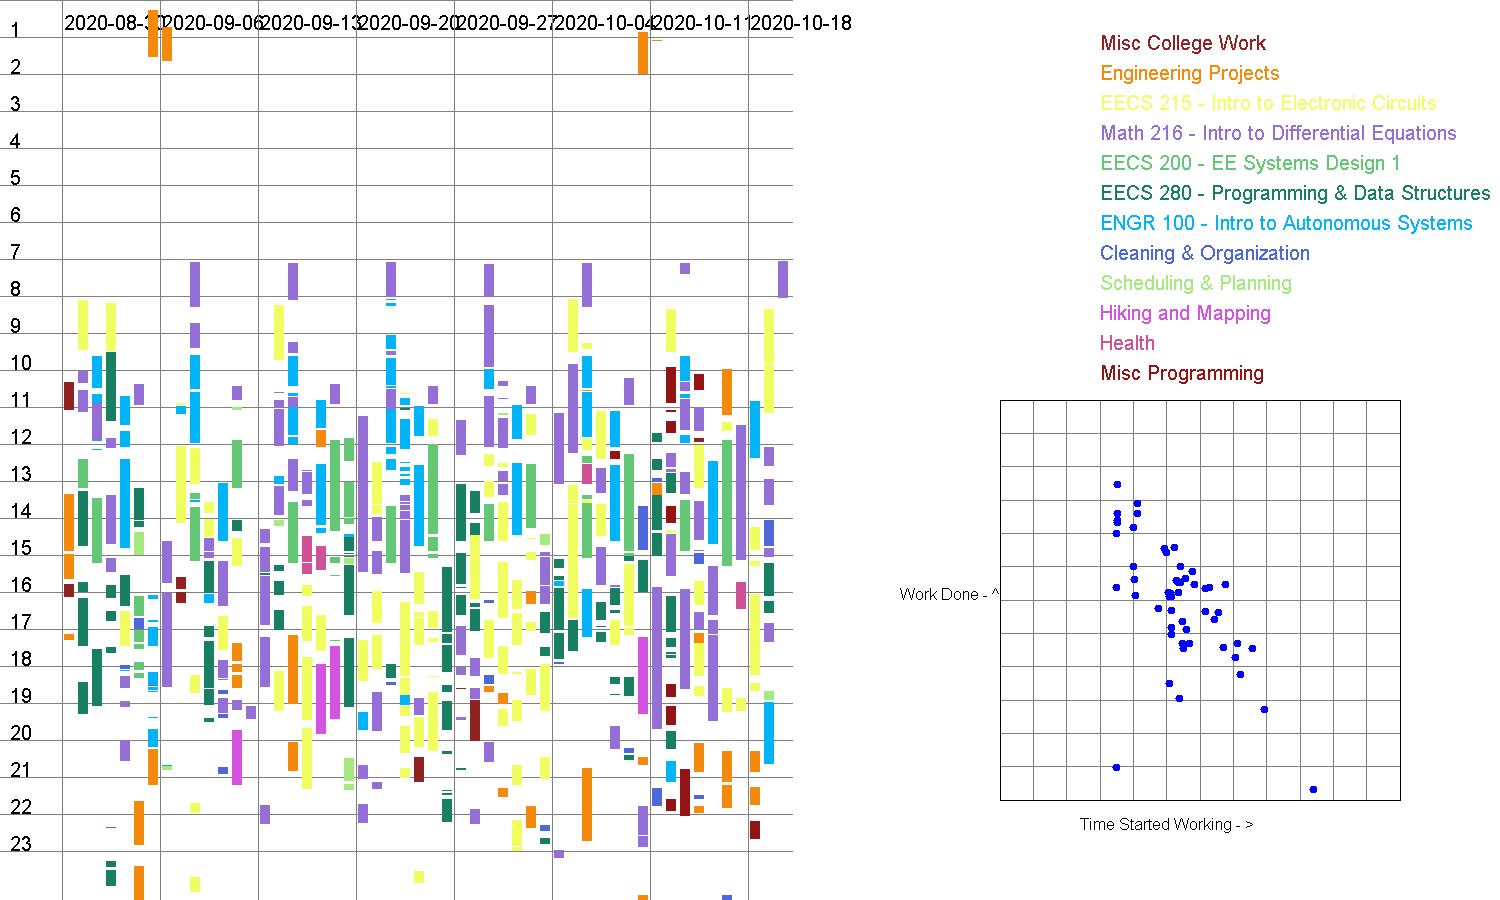 2020-08-30 2020-09-06 2020-09-13 2020-09-20 2020-09-27 2020-10-04 2020-10-11 2020-10-18
1
2
3
4
5
6
7
8
9
10
11
12
13
14
15
16
17
18
19
20
21
22
23
Misc College Work
Engineering Projects
EECS 215 - Intro to Electronic Circuits
Math 216 - Intro to Differential Equations
EECS 200 - EE Systems Design 1
EECS 280 - Programming & Data Structures
ENGR 100 - Intro to Autonomous Systems
Cleaning & Organization
Scheduling & Planning
Hiking and Mapping
Health
Misc Programming
Work Done - ^
Time Started Working - >